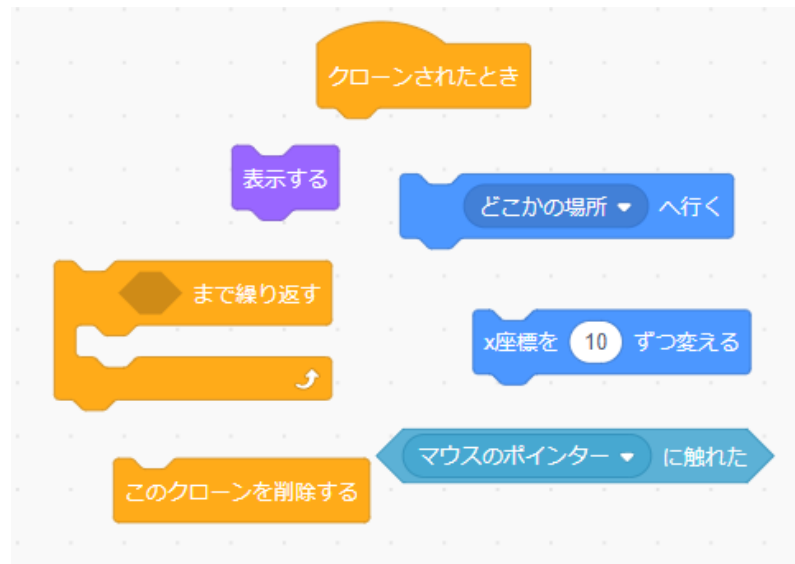 クローンされたとき
表示する
どこかの場所 へ行く
まで繰り返す
x座標を 10 ずつ変える
マウスのポインター に触れた
このクローンを削除する